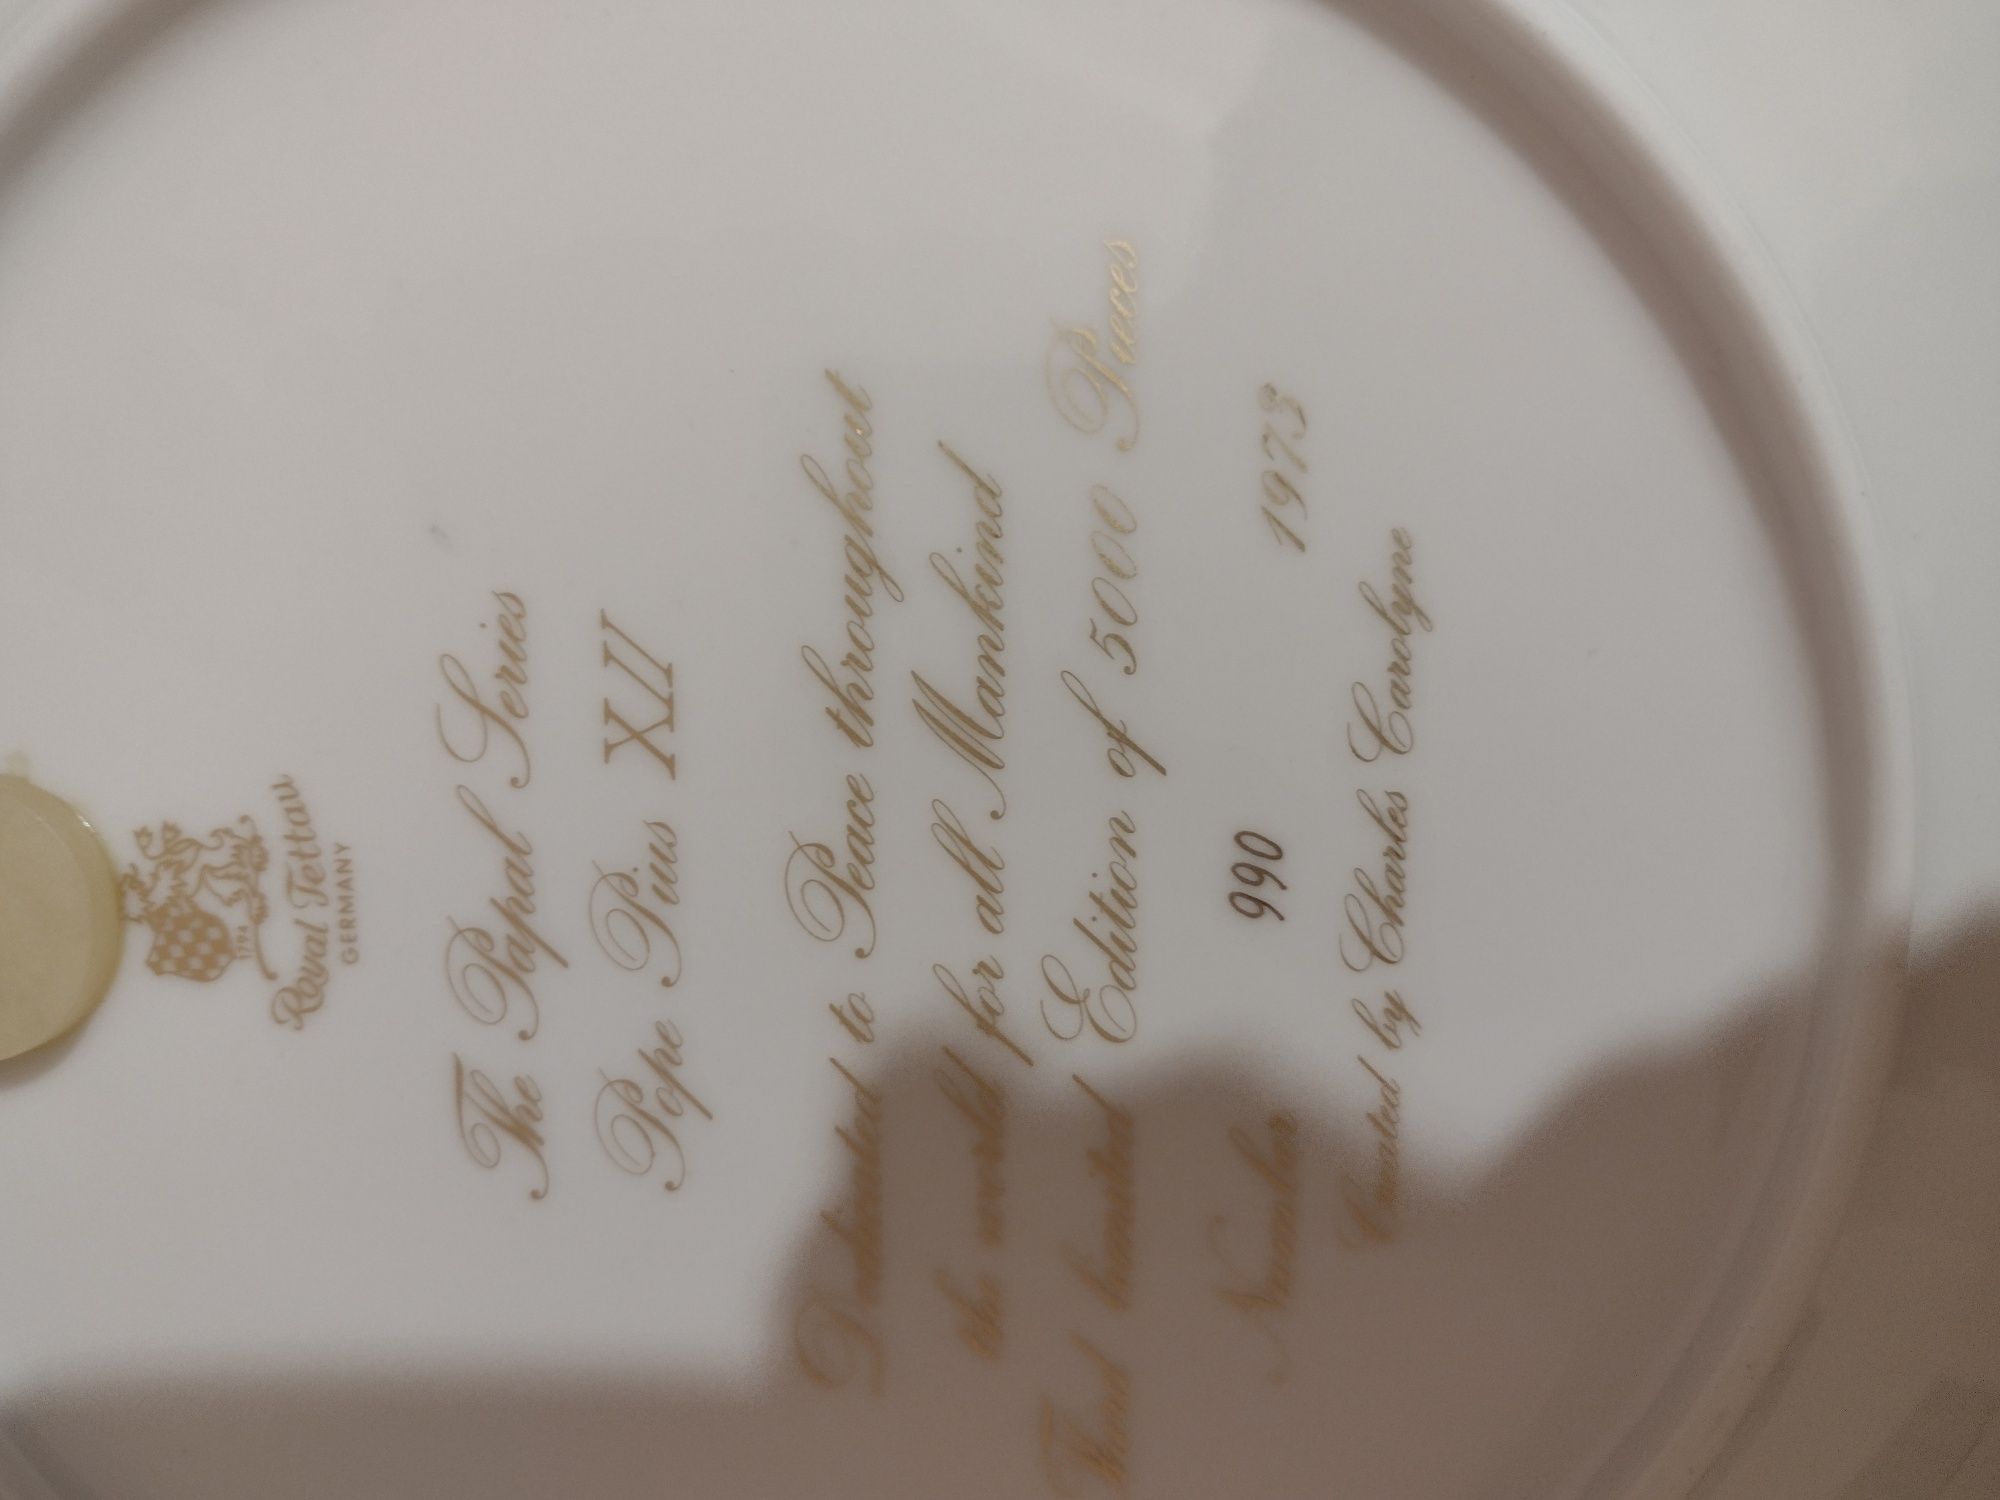 1794
Royal Tettau
GERMANY
The Papal Series
Pope Pius XII
Dedicated to Peace throughout
the world for all Mankind
Third limited Edition of 5000 Pieces
Number 990 1973
Created by Charles Carolyne